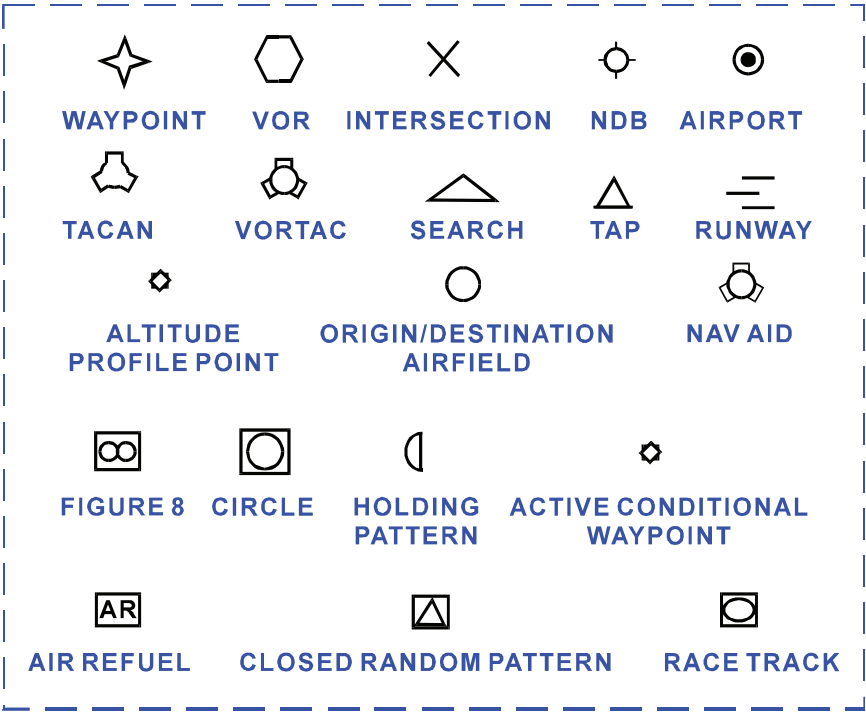 WAYPOINT VOR INTERSECTION NDB AIRPORT
TACAN VORTAC SEARCH TAP RUNWAY
ALTITUDE
PROFILE POINT
ORIGIN/DESTINATION
AIRFIELD
NAV AID
FIGURE 8 CIRCLE
HOLDING
PATTERN
ACTIVE CONDITIONAL
WAYPOINT
AR
AIR REFUEL CLOSED RANDOM PATTERN RACE TRACK